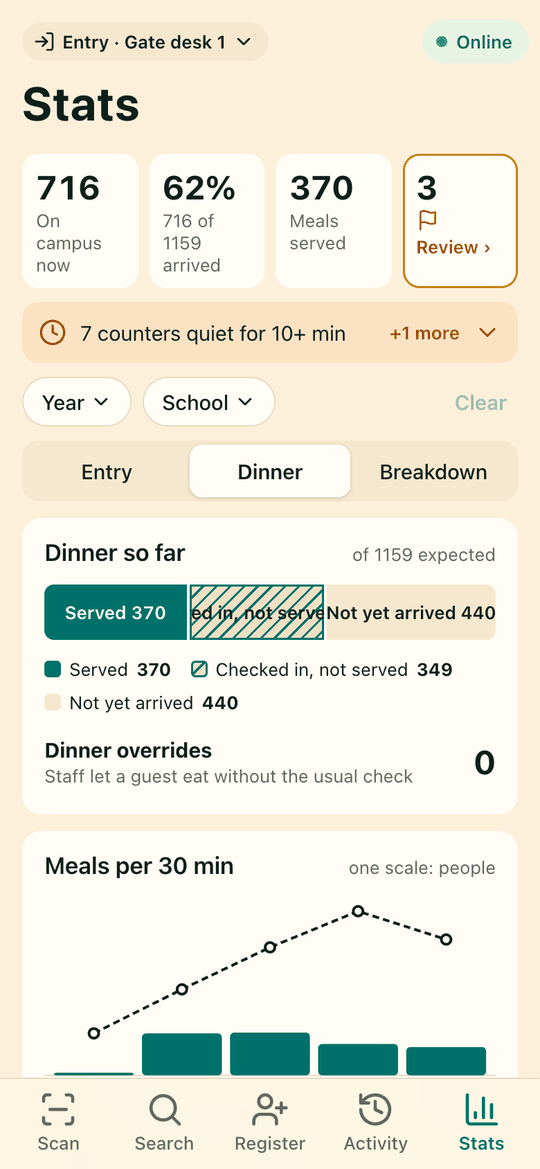 Entry · Gate desk 1
Online
Stats
716
On
campus
now
62%
716 of
1159
arrived
370
Meals
served
3
Review ›
7 counters quiet for 10+ min
+1 more
Year
School
Clear
Entry
Dinner
Breakdown
Dinner so far
of 1159 expected
Served 370
ed in, not serve
Not yet arrived 440
Served 370
Checked in, not served 349
Not yet arrived 440
Dinner overrides
0
Staff let a guest eat without the usual check
Meals per 30 min
one scale: people
Scan
Search
Register
Activity
Stats